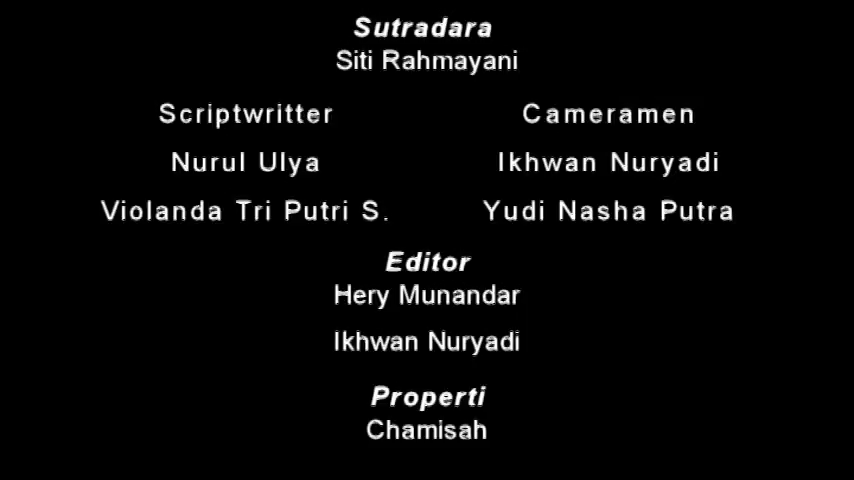 Sutradara
Siti Rahmayani
Scriptwritter
Cameramen
Nurul Ulya
Ikhwan Nuryadi
Violanda Tri Putri S.
Yudi Nasha Putra
Editor
Hery Munandar
Ikhwan Nuryadi
Properti
Chamisah